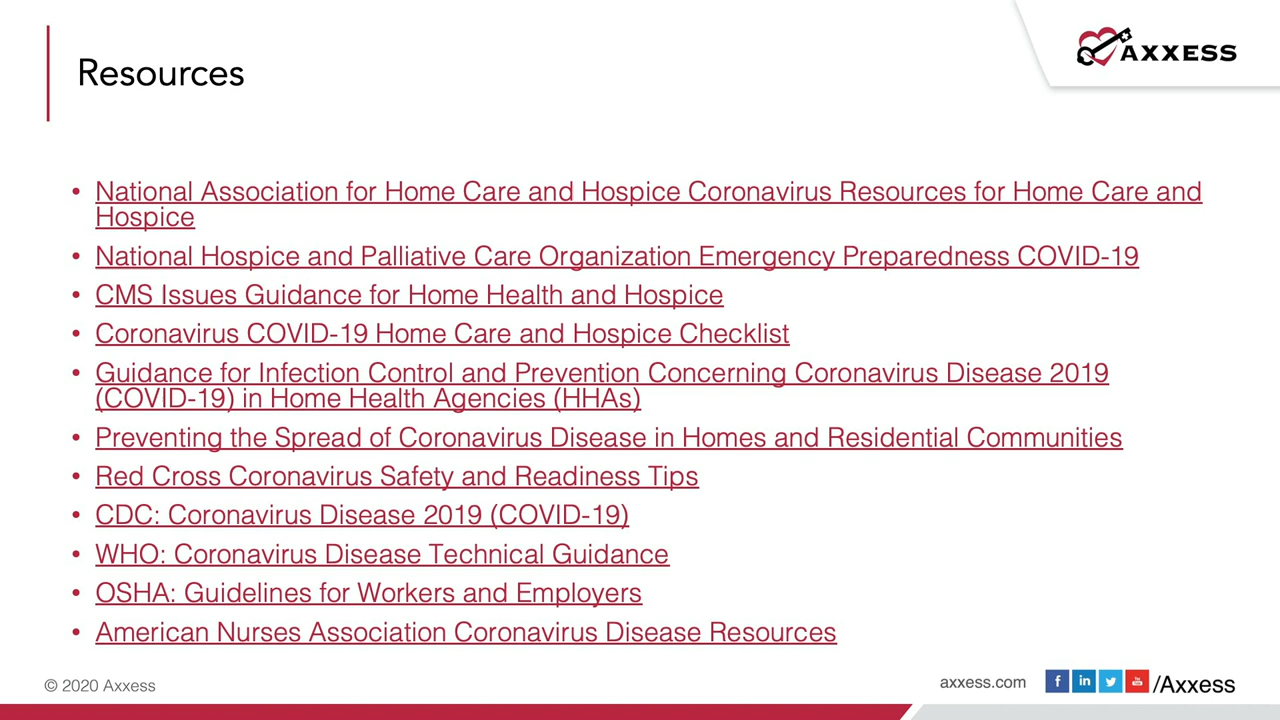 Resources
AXXESS
• National Association for Home Care and Hospice Coronavirus Resources for Home Care and
Hospice
• National Hospice and Palliative Care Organization Emergency Preparedness COVID-19
• CMS Issues Guidance for Home Health and Hospice
• Coronavirus COVID-19 Home Care and Hospice Checklist
• Guidance for Infection Control and Prevention Concerning Coronavirus Disease 2019
(COVID-19) in Home Health Agencies (HHAs)
• Preventing the Spread of Coronavirus Disease in Homes and Residential Communities
• Red Cross Coronavirus Safety and Readiness Tips
• CDC: Coronavirus Disease 2019 (COVID-19)
• WHO: Coronavirus Disease Technical Guidance
• OSHA: Guidelines for Workers and Employers
• American Nurses Association Coronavirus Disease Resources
© 2020 Axxess
axxess.com f in You Tube /Axxess